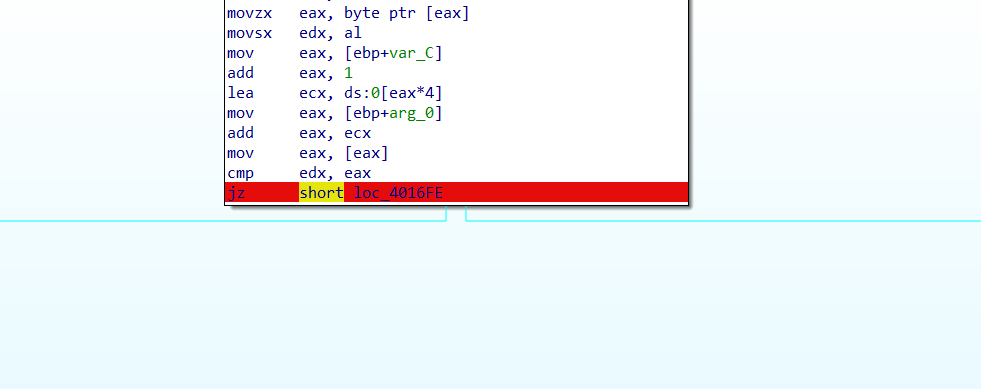 movzx eax, byte ptr [eax]
movsx edx, al
mov eax, [ebp+var_C]
add eax, 1
lea ecx, ds:0[eax*4]
mov eax, [ebp+arg_0]
add eax, ecx
mov eax, [eax]
cmp edx, eax
jz short loc_4016FE